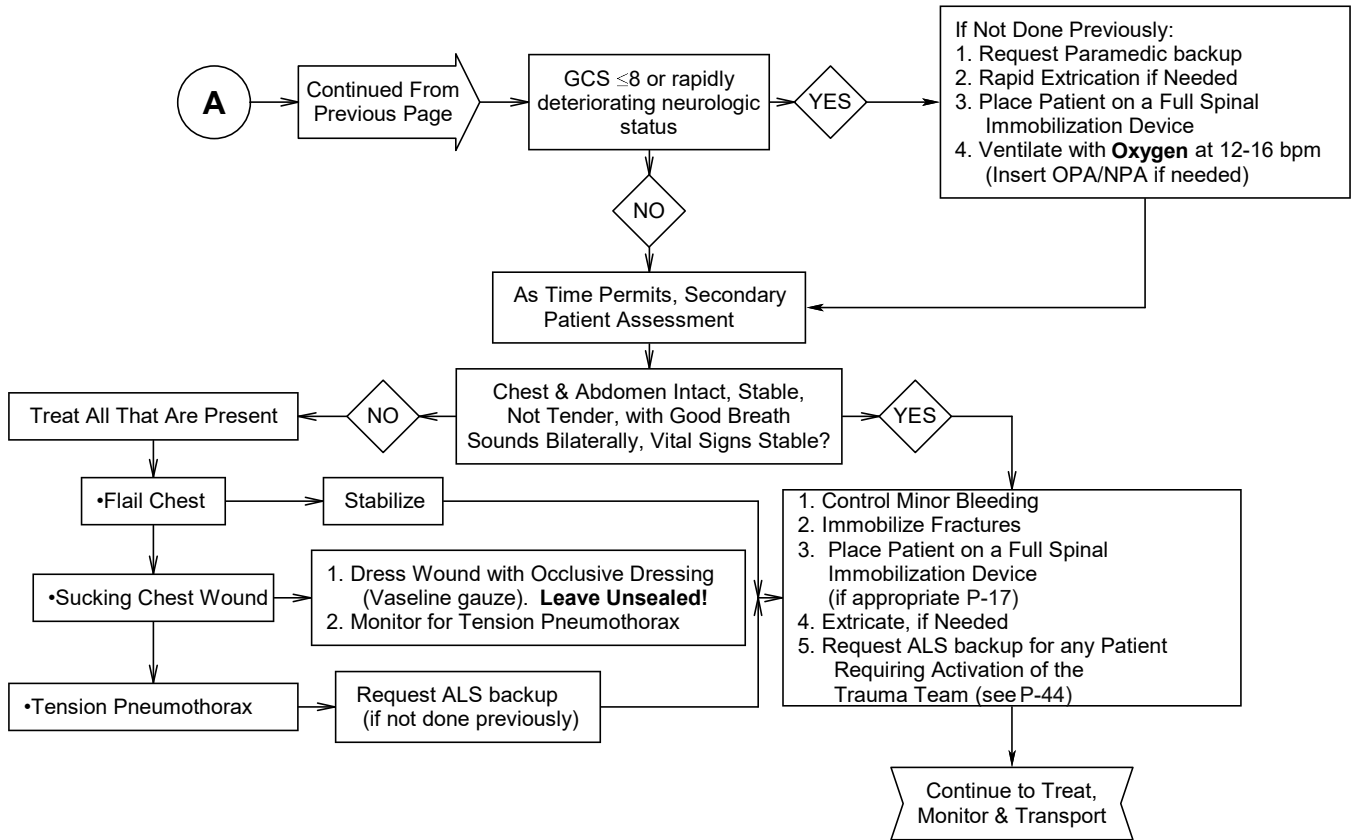 A
Continued From
Previous Page
GCS ≤8 or rapidly
deteriorating neurologic
status
YES
If Not Done Previously:
1. Request Paramedic backup
2. Rapid Extrication if Needed
3. Place Patient on a Full Spinal
Immobilization Device
4. Ventilate with Oxygen at 12-16 bpm
(Insert OPA/NPA if needed)
NO
As Time Permits, Secondary
Patient Assessment
Chest & Abdomen Intact, Stable,
Not Tender, with Good Breath
Sounds Bilaterally, Vital Signs Stable?
NO
YES
Treat All That Are Present
•Flail Chest
Stabilize
•Sucking Chest Wound
1. Dress Wound with Occlusive Dressing
(Vaseline gauze). Leave Unsealed!
2. Monitor for Tension Pneumothorax
•Tension Pneumothorax
Request ALS backup
(if not done previously)
1. Control Minor Bleeding
2. Immobilize Fractures
3. Place Patient on a Full Spinal
Immobilization Device
(if appropriate P-17)
4. Extricate, if Needed
5. Request ALS backup for any Patient
Requiring Activation of the
Trauma Team (see P-44)
Continue to Treat,
Monitor & Transport